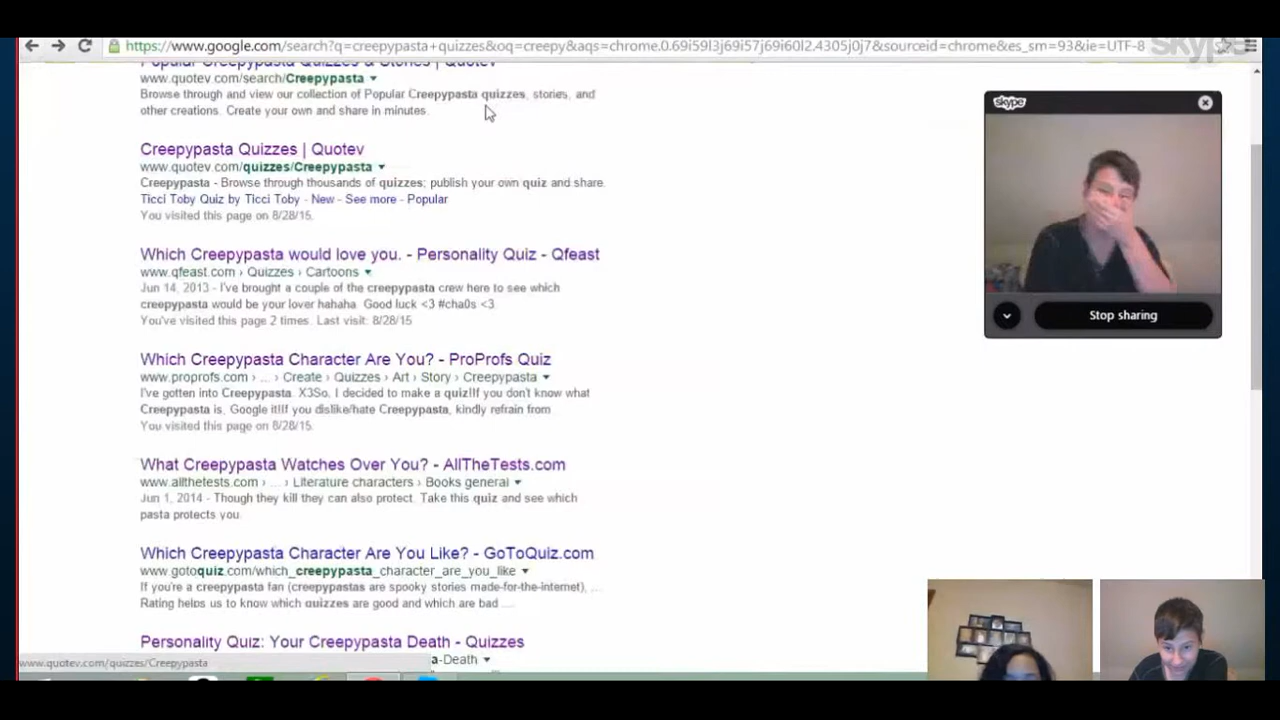 https://www.google.com/search?q=creepypasta+quizzes&oq=creepy&aqs=chrome.0.69i59l3j69i57j69i60l2.4305j0j7&sourceid=chrome&es_sm=93&ie=UTF-8
skype
Popular Creepypasta Quizzes & Stories | Quotev
www.quotev.com/search/Creepypasta
Browse through and view our collection of Popular Creepypasta quizzes, stories, and
other creations. Create your own and share in minutes.
skype
Creepypasta Quizzes | Quotev
www.quotev.com/quizzes/Creepypasta
Creepypasta - Browse through thousands of quizzes; publish your own quiz and share.
Ticci Toby Quiz by Ticci Toby - New - See more - Popular
You visited this page on 8/28/15.
Which Creepypasta would love you. - Personality Quiz - Qfeast
www.qfeast.com › Quizzes › Cartoons
Jun 14, 2013 - I've brought a couple of the creepypasta crew here to see which
creepypasta would be your lover hahaha. Good luck <3 #cha0s <3.
You've visited this page 2 times. Last visit: 8/28/15
Stop sharing
Which Creepypasta Character Are You? - ProProfs Quiz
www.proprofs.com › ... › Create › Quizzes › Art › Story › Creepypasta
I've gotten into Creepypasta. X3So, I decided to make a quiz!If you don't know what
Creepypasta is, Google it!If you dislike/hate Creepypasta, kindly refrain from
You visited this page on 8/28/15.
What Creepypasta Watches Over You? - AllTheTests.com
www.allthetests.com › ... › Literature characters › Books general
Jun 1, 2014 - Though they kill they can also protect. Take this quiz and see which
pasta protects you.
Which Creepypasta Character Are You Like? - GoToQuiz.com
www.gotoquiz.com/which_creepypasta_character_are_you_like
If you're a creepypasta fan (creepypastas are spooky stories made-for-the-internet), ...
Rating helps us to know which quizzes are good and which are bad ...
Personality Quiz: Your Creepypasta Death - Quizzes
a-Death
www.quotev.com/quizzes/Creepypasta